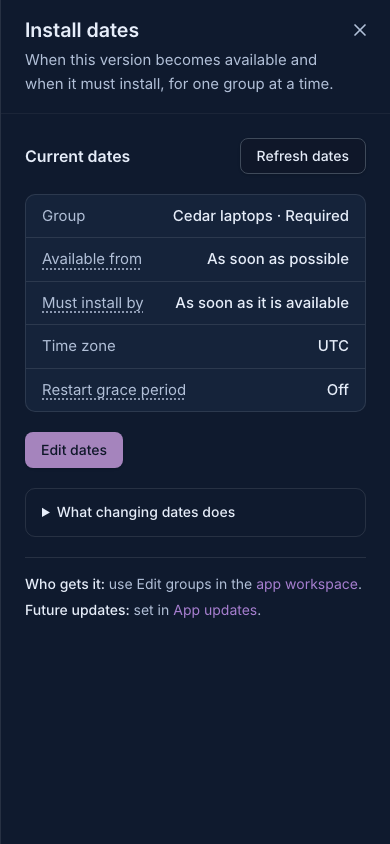 Install dates
When this version becomes available and
when it must install, for one group at a time.
Current dates
Refresh dates
Group
Cedar laptops · Required
Available from
As soon as possible
Must install by
As soon as it is available
Time zone
UTC
Restart grace period
Off
Edit dates
What changing dates does
Who gets it: use Edit groups in the app workspace.
Future updates: set in App updates.